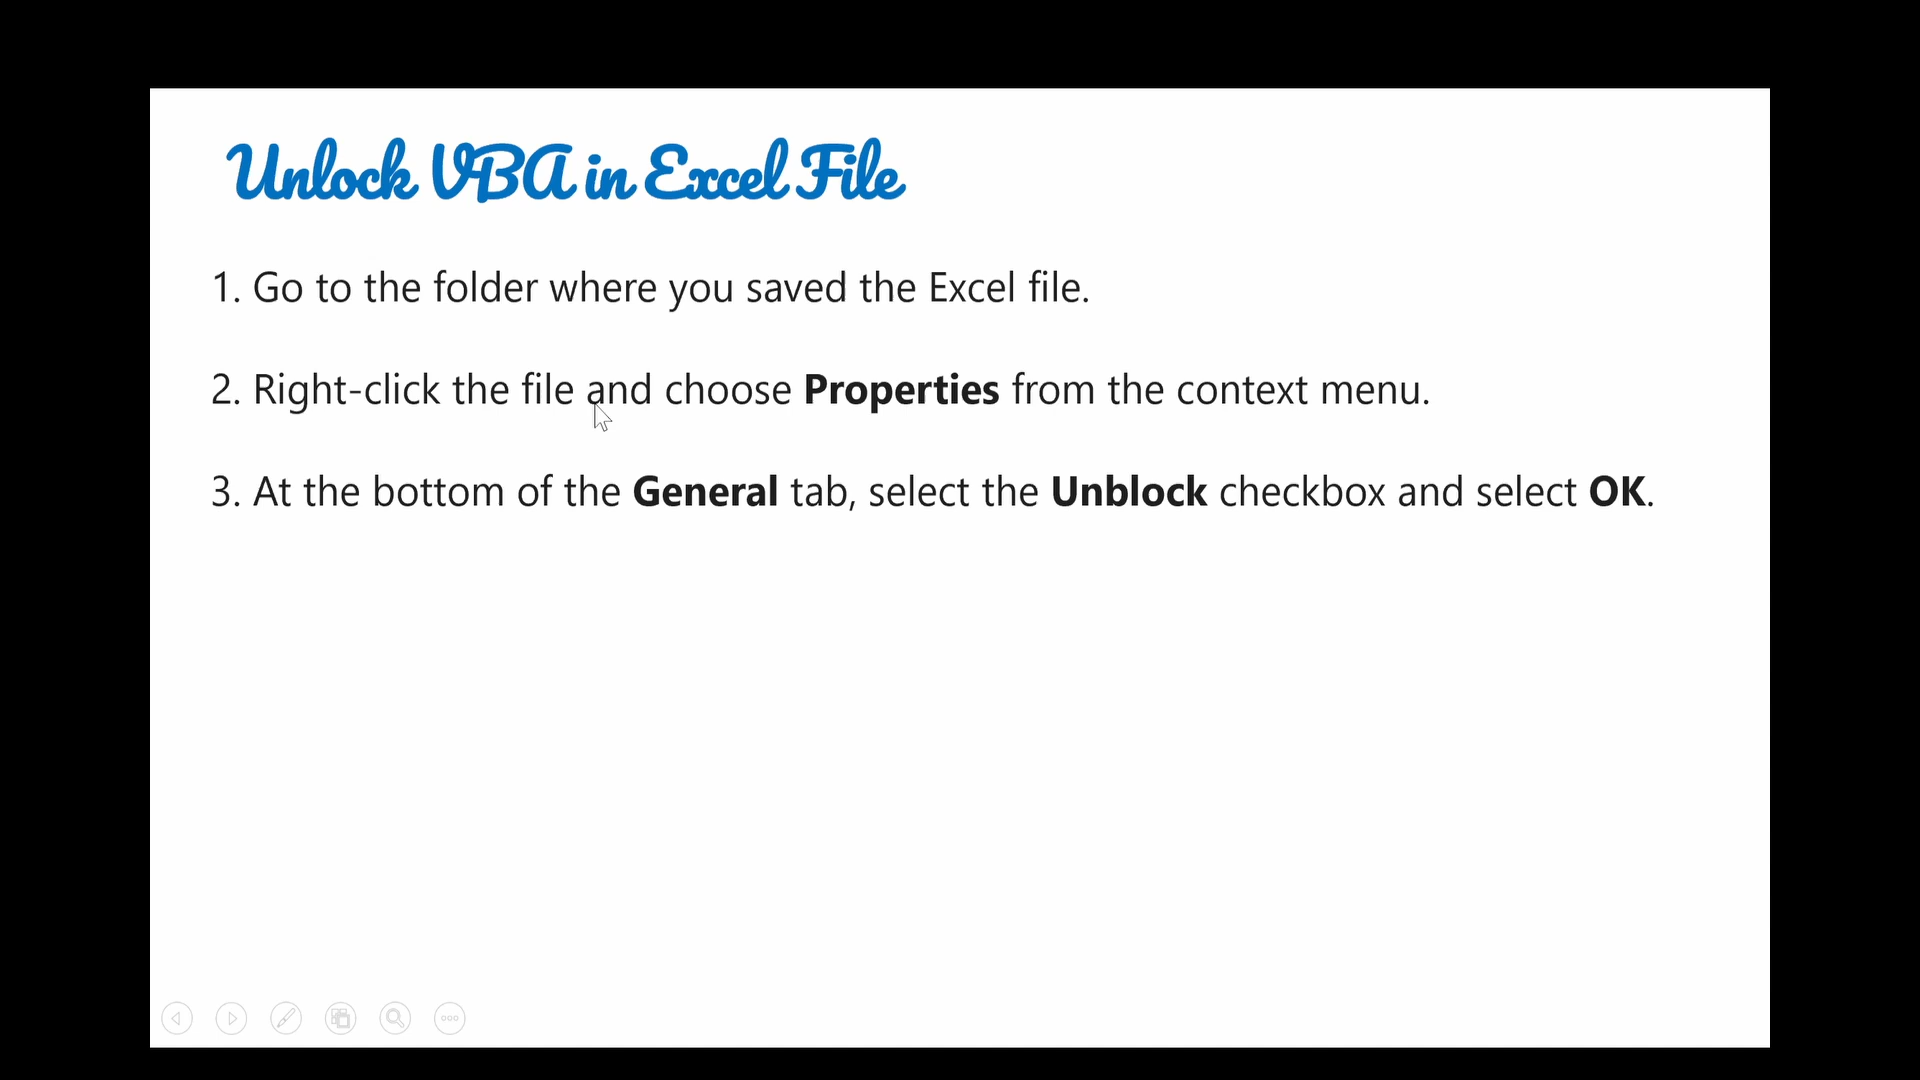 Unlock VBA in Excel File
1. Go to the folder where you saved the Excel file.
2. Right-click the file and choose Properties from the context menu.
3. At the bottom of the General tab, select the Unblock checkbox and select OK.